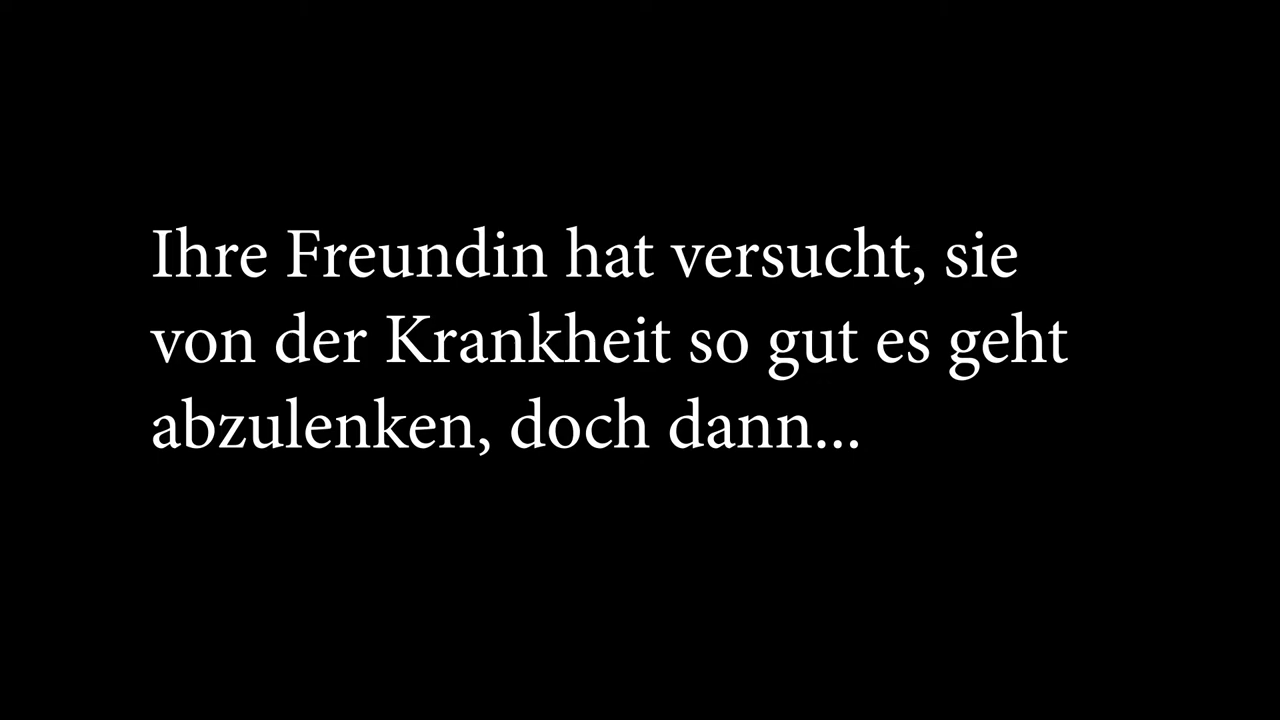 Ihre Freundin hat versucht, sie
von der Krankheit so gut es geht
abzulenken, doch dann...